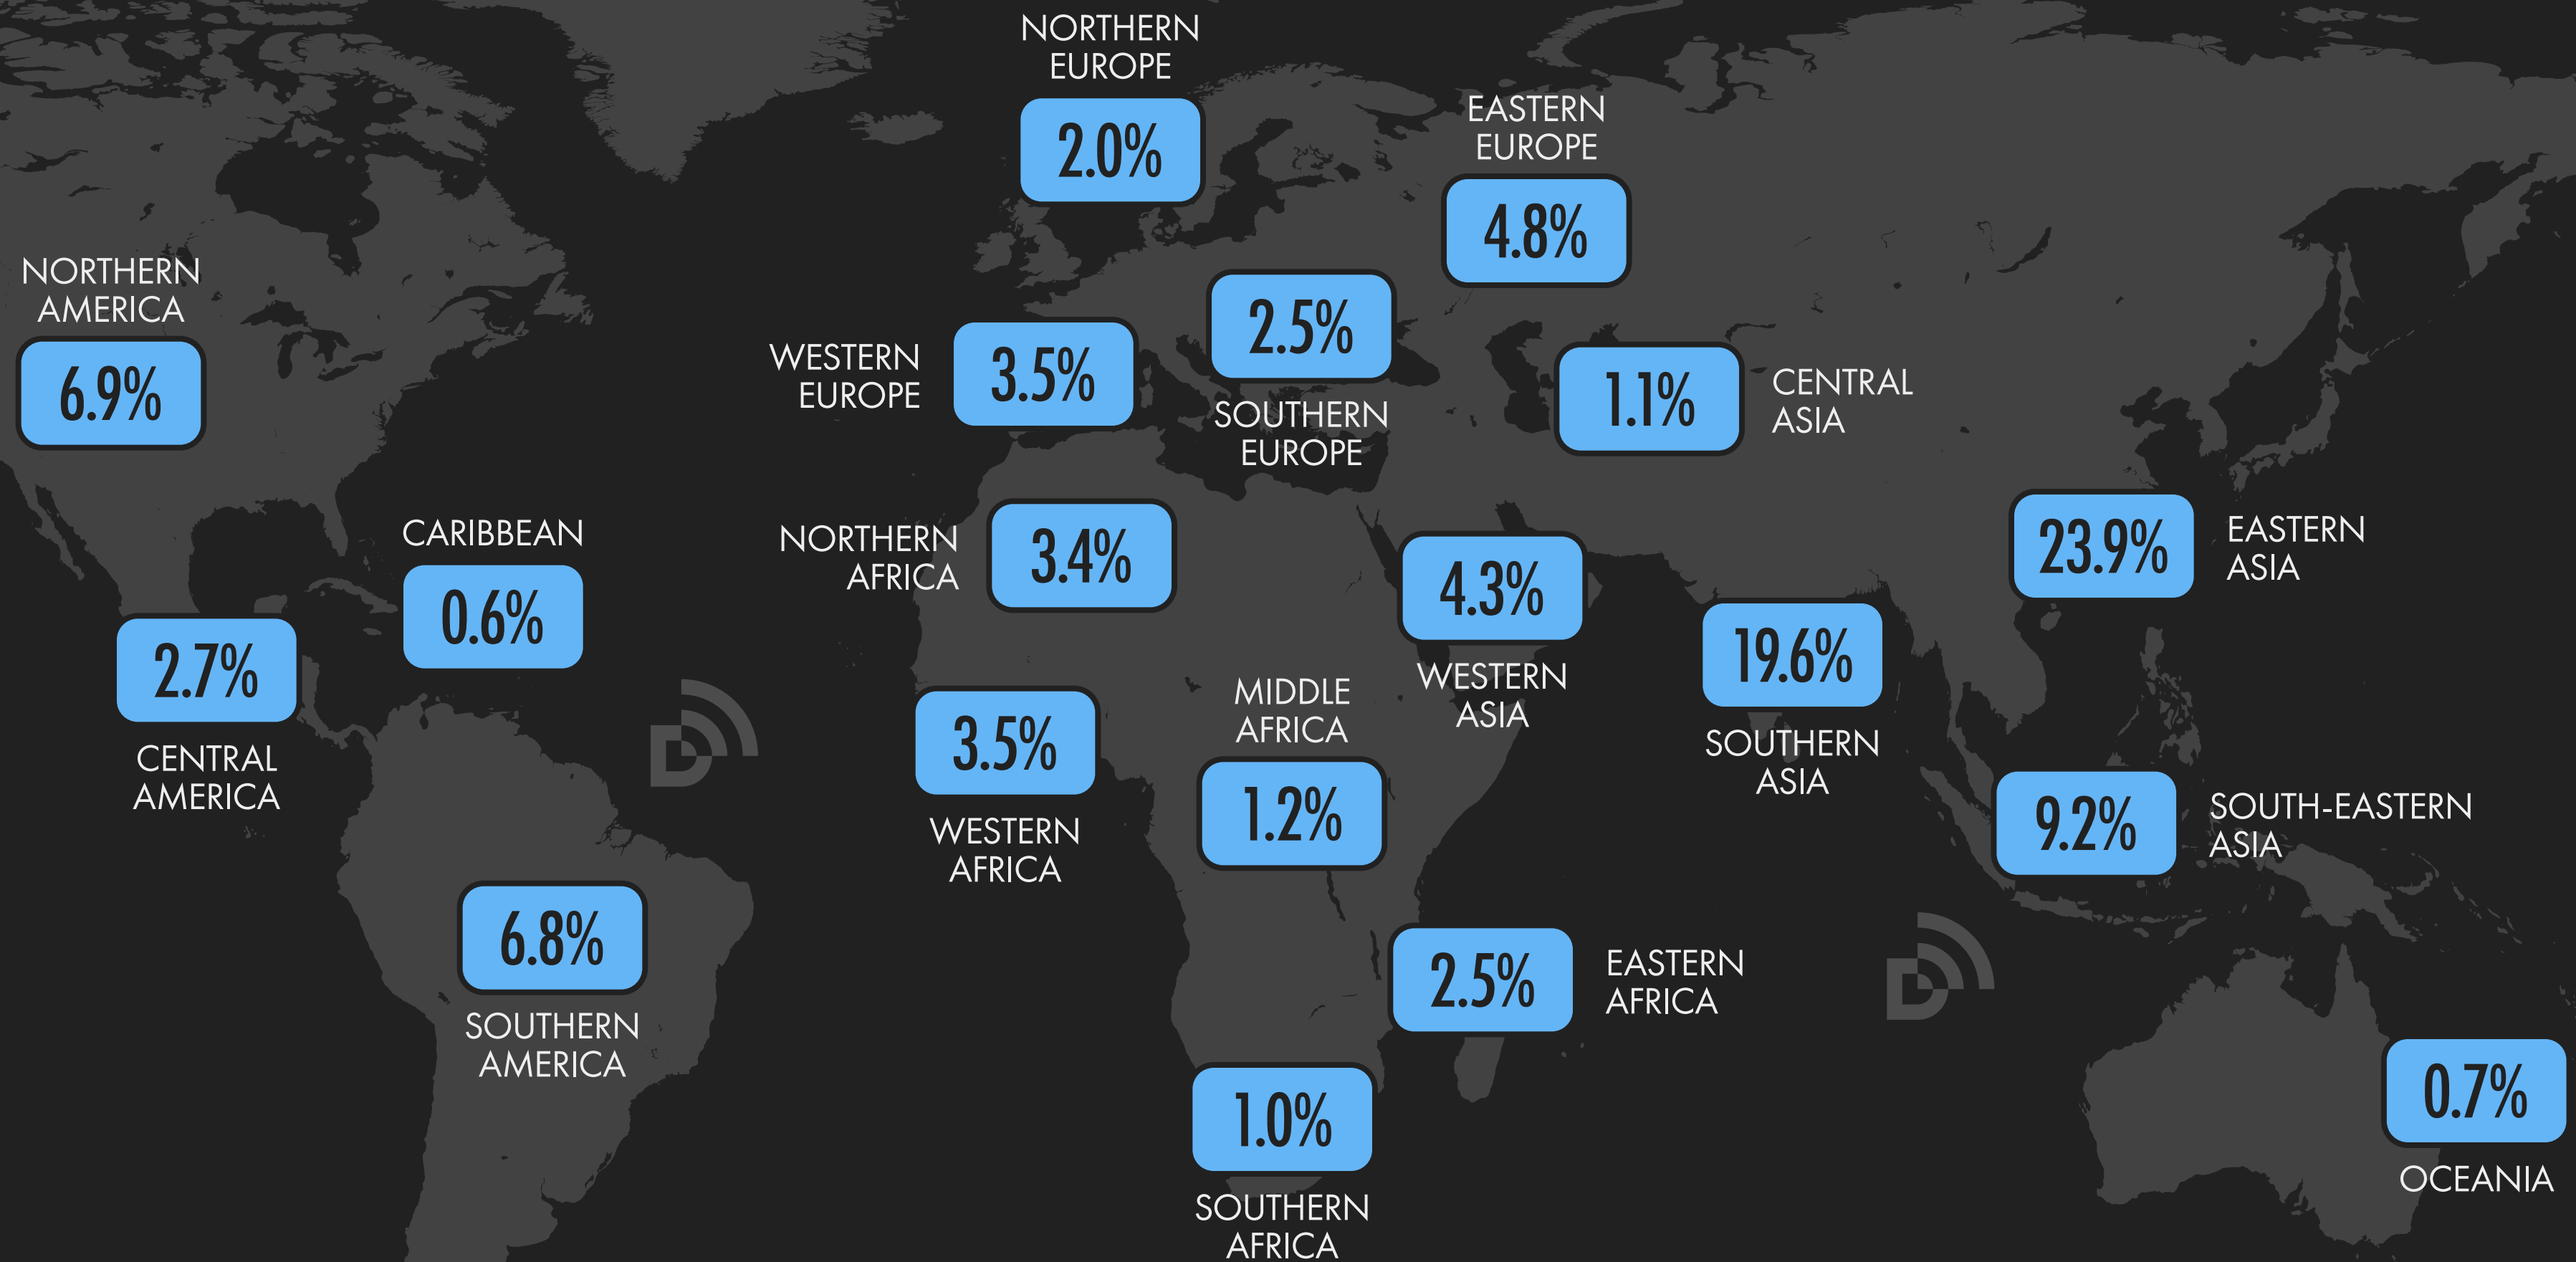 NORTHERN
EUROPE
2.0%
EASTERN
EUROPE
4.8%
NORTHERN
AMERICA
6.9%
WESTERN
EUROPE
3.5%
2.5%
SOUTHERN
EUROPE
1.1%
CENTRAL
ASIA
CARIBBEAN
0.6%
NORTHERN
AFRICA
3.4%
4.3%
WESTERN
ASIA
23.9%
EASTERN
ASIA
2.7%
CENTRAL
AMERICA
19.6%
SOUTHERN
ASIA
3.5%
WESTERN
AFRICA
MIDDLE
AFRICA
1.2%
9.2%
SOUTH-EASTERN
ASIA
6.8%
SOUTHERN
AMERICA
2.5%
EASTERN
AFRICA
1.0%
SOUTHERN
AFRICA
0.7%
OCEANIA